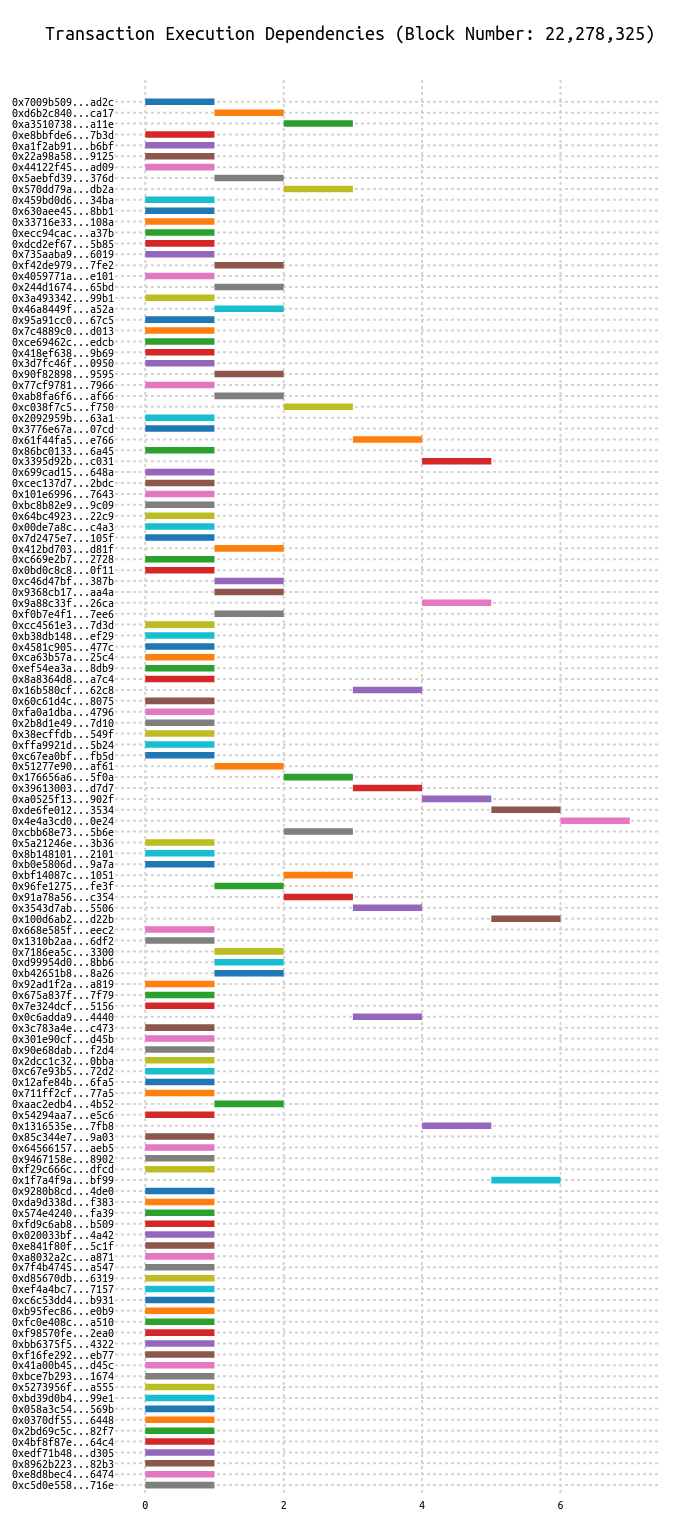 Transaction Execution Dependencies (Block Number: 22,278,325)
0x7009b509...ad2c
0xd6b2c840...ca17
0xa3510738...a11e
0xe8bbfde6...7b3d
0xa1f2ab91...b6bf
0x22a98a58...9125
0x44122f45...ad09
0x5aebfd39...376d
0x570dd79a...db2a
0x459bd0d6...34ba
0x630aee45...8bb1
0x33716e33...108a
0xecc94cac...a37b
0xdcd2ef67...5b85
0x735aaba9...6019
0xf42de979...7fe2
0x4059771a...e101
0x244d1674...65bd
0x3a493342...99b1
0x46a8449f...a52a
0x95a91cc0...67c5
0x7c4889c0...d013
0xce69462c...edcb
0x418ef638...9b69
0x3d7fc46f...0950
0x90f82898...9595
0x77cf9781...7966
0xab8fa6f6...af66
0xc038f7c5...f750
0x2092959b...63a1
0x3776e67a...07cd
0x61f44fa5...e766
0x86bc0133...6a45
0x3395d92b...c031
0x699cad15...648a
0xcec137d7...2bdc
0x101e6996...7643
0xbc8b82e9...9c09
0x64bc4923...22c9
0x00de7a8c...c4a3
0x7d2475e7...105f
0x412bd703...d81f
0xc669e2b7...2728
0x0bd0c8c8...0f11
0xc46d47bf...387b
0x9368cb17...aa4a
0x9a88c33f...26ca
0xf0b7e4f1...7ee6
0xcc4561e3...7d3d
0xb38db148...ef29
0x4581c905...477c
0xca63b57a...25c4
0xef54ea3a...8db9
0x8a8364d8...a7c4
0x16b580cf...62c8
0x60c61d4c...8075
0xfa0a1dba...4796
0x2b8d1e49...7d10
0x38ecffdb...549f
0xffa9921d...5b24
0xc67ea0bf...fb5d
0x51277e90...af61
0x176656a6...5f0a
0x39613003...d7d7
0xa0525f13...902f
0xde6fe012...3534
0x4e4a3cd0...0e24
0xcbb68e73...5b6e
0x5a21246e...3b36
0x8b148101...2101
0xb0e5806d...9a7a
0xbf14087c...1051
0x96fe1275...fe3f
0x91a78a56...c354
0x3543d7ab...5506
0x100d6ab2...d22b
0x668e585f...eec2
0x1310b2aa...6df2
0x7186ea5c...3300
0xd99954d0...8bb6
0xb42651b8...8a26
0x92ad1f2a...a819
0x675a837f...7f79
0x7e324dcf...5156
0x0c6adda9...4440
0x3c783a4e...c473
0x301e90cf...d45b
0x90e68dab...f2d4
0x2dcc1c32...0bba
0xc67e93b5...72d2
0x12afe84b...6fa5
0x711ff2cf...77a5
0xaac2edb4...4b52
0x54294aa7...e5c6
0x1316535e...7fb8
0x85c344e7...9a03
0x64566157...aeb5
0x9467158e...8902
0xf29c666c...dfcd
0x1f7a4f9a...bf99
0x9280b8cd...4de0
0xda9d338d...f383
0x574e4240...fa39
0xfd9c6ab8...b509
0x020033bf...4a42
0xe841f80f...5c1f
0xa8032a2c...a871
0x7f4b4745...a547
0xd85670db...6319
0xef4a4bc7...7157
0xc6c53dd4...b931
0xb95fec86...e0b9
0xfc0e408c...a510
0xf98570fe...2ea0
0xbb6375f5...4322
0xf16fe292...eb77
0x41a00b45...d45c
0xbce7b293...1674
0x5273956f...a555
0xbd39d0b4...99e1
0x058a3c54...569b
0x0370df55...6448
0x2bd69c5c...82f7
0x4bf8f87e...64c4
0xedf71b48...d305
0x8962b223...82b3
0xe8d8bec4...6474
0xc5d0e558...716e
0 2 4 6